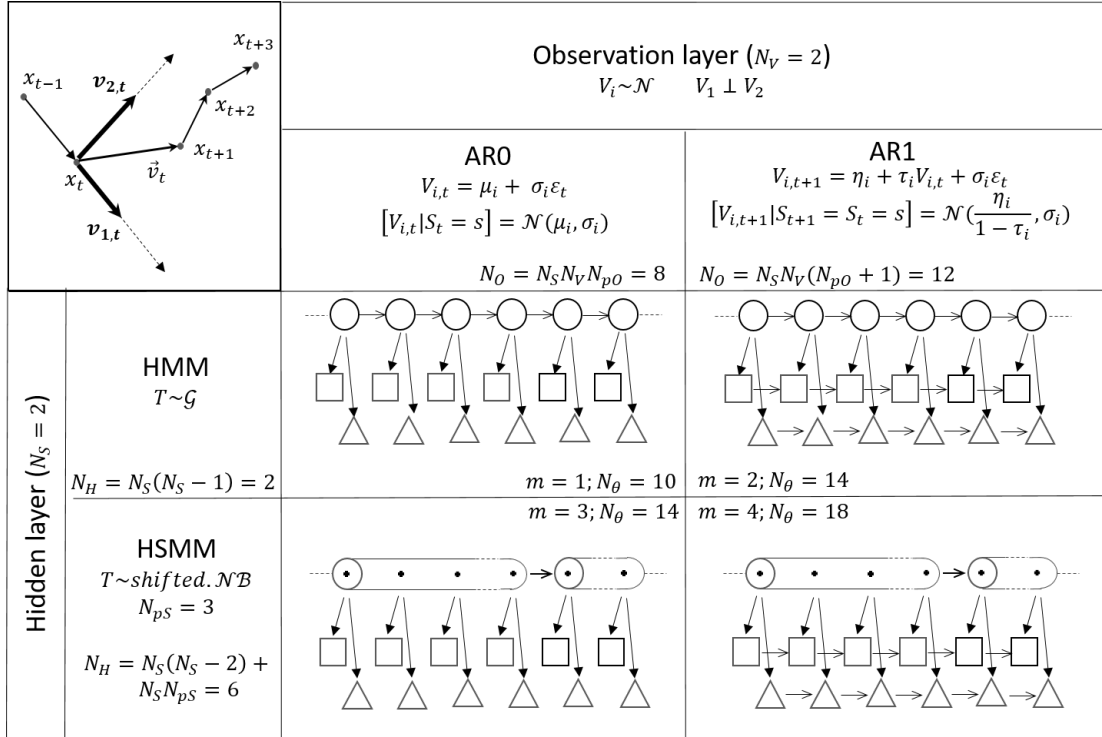 x_{t+3}
x_{t-1}
v_{2,t}
x_{t+2}
x_{t+1}
x_t
\vec{v}_t
v_{1,t}
Observation layer (N_V = 2)
V_i~𝒩 V_1 ⊥ V_2
AR0
V_{i,t} = μ_i + σ_i ε_t
[V_{i,t}|S_t = s] = 𝒩(μ_i, σ_i)
N_O = N_S N_V N_{pO} = 8
AR1
V_{i,t+1} = η_i + τ_i V_{i,t} + σ_i ε_t
[V_{i,t+1}|S_{t+1} = S_t = s] = 𝒩(\frac{η_i}{1 − τ_i}, σ_i)
N_O = N_S N_V (N_{pO} + 1) = 12
Hidden layer (N_S = 2)
HMM
T~𝒢
N_H = N_S(N_S − 1) = 2
m = 1; N_θ = 10
m = 2; N_θ = 14
HSMM
T~shifted.𝒩ℬ
N_{pS} = 3
N_H = N_S(N_S − 2) +
N_S N_{pS} = 6
m = 3; N_θ = 14
m = 4; N_θ = 18